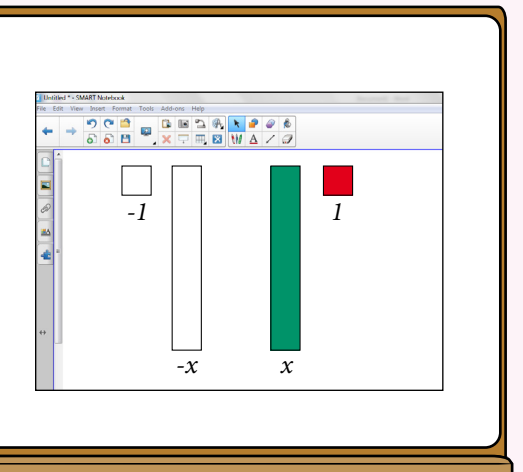 Untitled * - SMART Notebook
File Edit View Insert Format Tools Add-ons Help
-1
1
-x
x